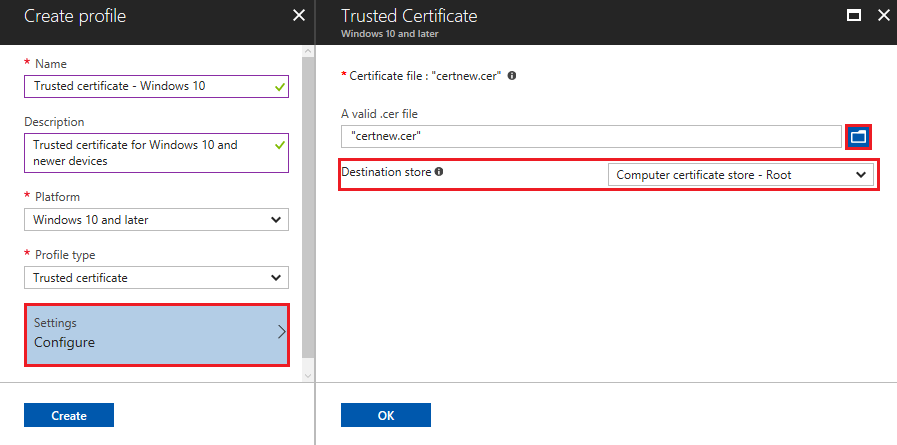 Create profile
* Name
Trusted certificate - Windows 10
Description
Trusted certificate for Windows 10 and
newer devices
* Platform
Windows 10 and later
* Profile type
Trusted certificate
Settings
Configure
Create
Trusted Certificate
Windows 10 and later
* Certificate file : "certnew.cer"
A valid .cer file
"certnew.cer"
Destination store
Computer certificate store - Root
OK